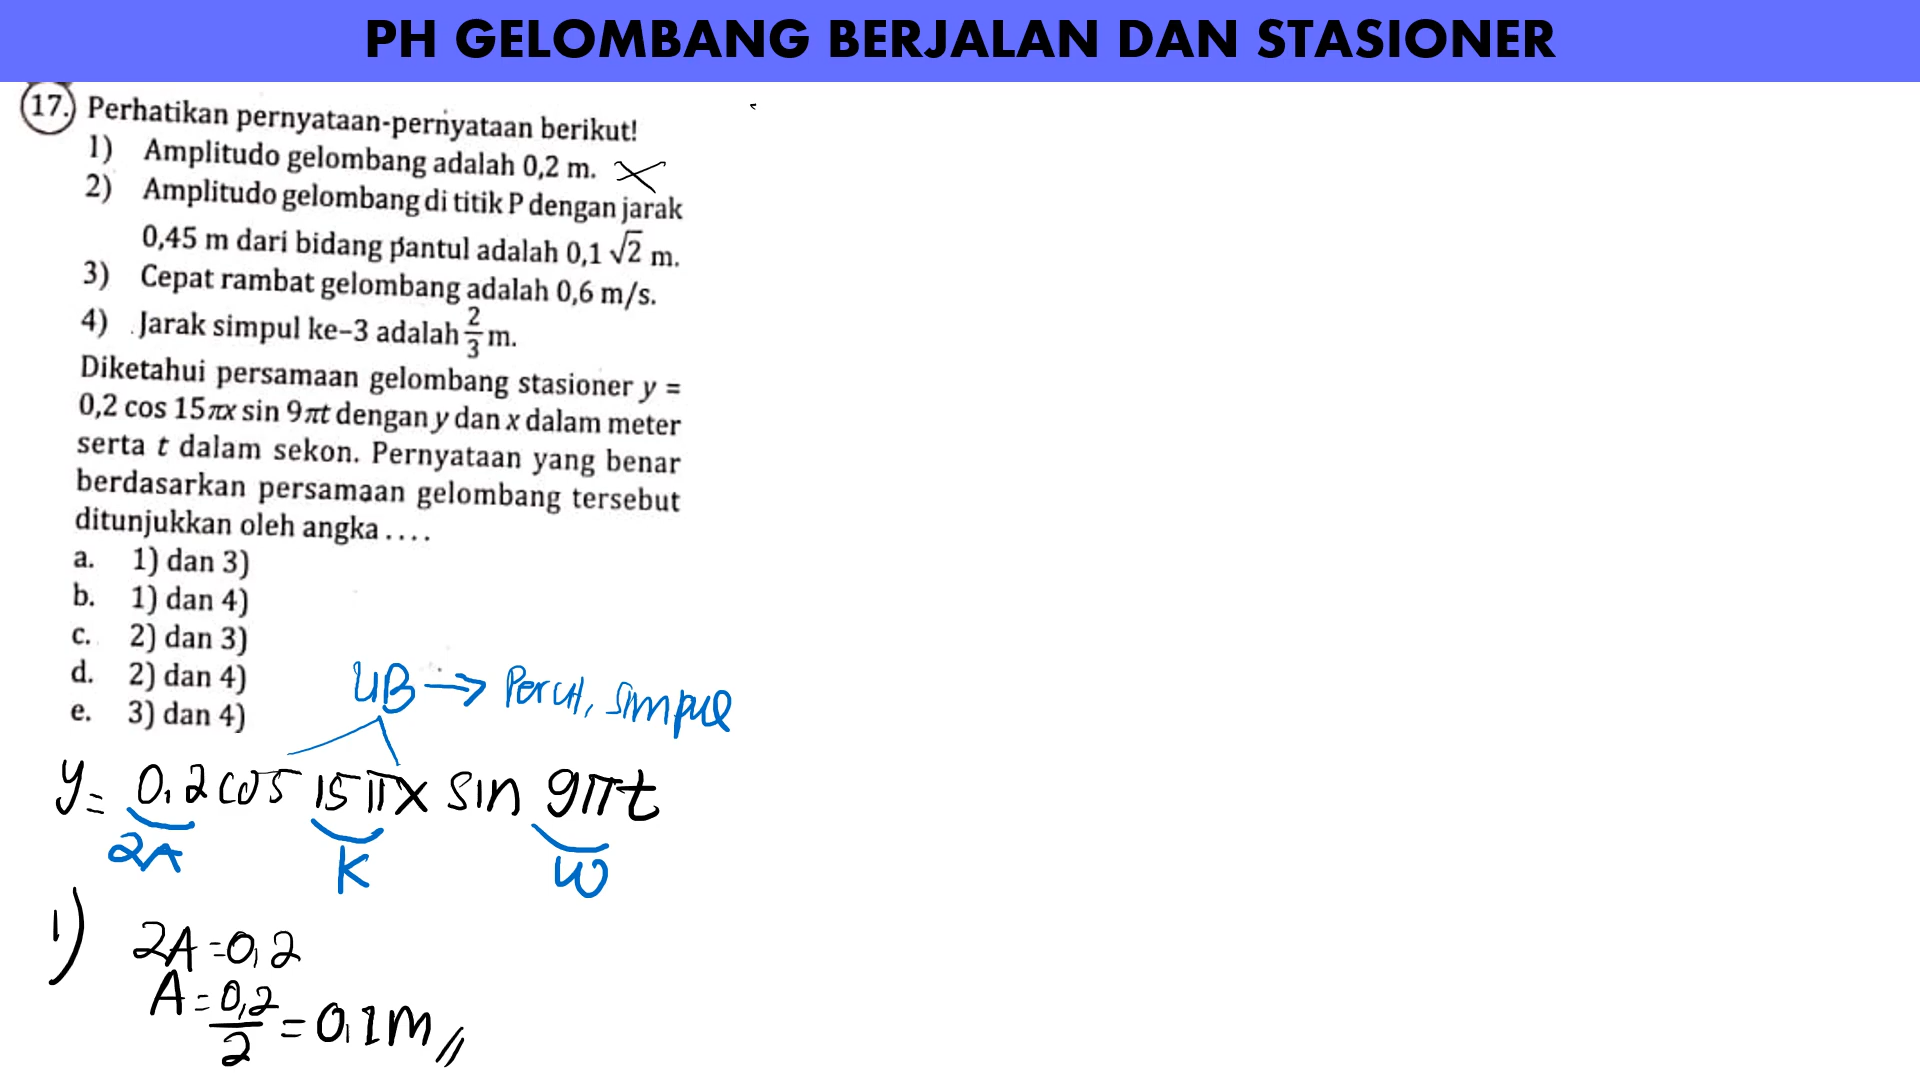 PH GELOMBANG BERJALAN DAN STASIONER
17. Perhatikan pernyataan-pernyataan berikut!
1) Amplitudo gelombang adalah 0,2 m. ×
2) Amplitudo gelombang di titik P dengan jarak
0,45 m dari bidang pantul adalah 0,1 √2 m.
3) Cepat rambat gelombang adalah 0,6 m/s.
4) Jarak simpul ke–3 adalah 2/3 m.
Diketahui persamaan gelombang stasioner y =
0,2 cos 15πx sin 9πt dengan y dan x dalam meter
serta t dalam sekon. Pernyataan yang benar
berdasarkan persamaan gelombang tersebut
ditunjukkan oleh angka . . . .
a. 1) dan 3)
b. 1) dan 4)
c. 2) dan 3)
d. 2) dan 4)
e. 3) dan 4)
UB → Perut, Simpul
y = 0,2 cos 15πx sin 9πt
2A K ω
1) 2A = 0,2
A = 0,2/2 = 0,1 m //